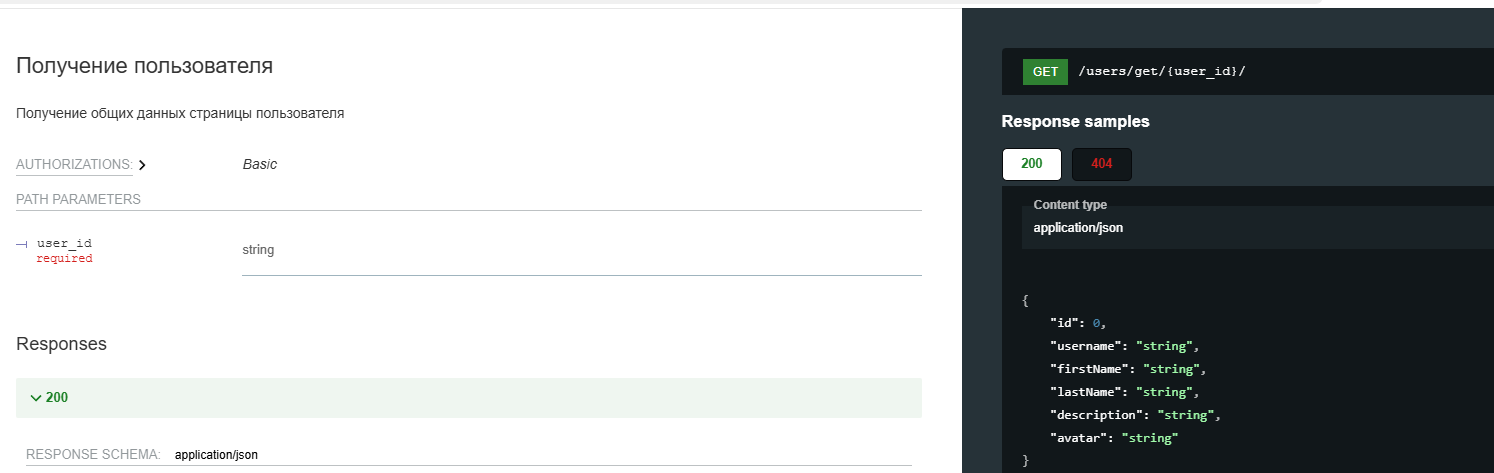 Получение пользователя
Получение общих данных страницы пользователя
AUTHORIZATIONS: Basic
PATH PARAMETERS
user_id
required
string
Responses
200
RESPONSE SCHEMA: application/json
GET /users/get/{user_id}/
Response samples
200 404
Content type
application/json
{
"id": 0,
"username": "string",
"firstName": "string",
"lastName": "string",
"description": "string",
"avatar": "string"
}